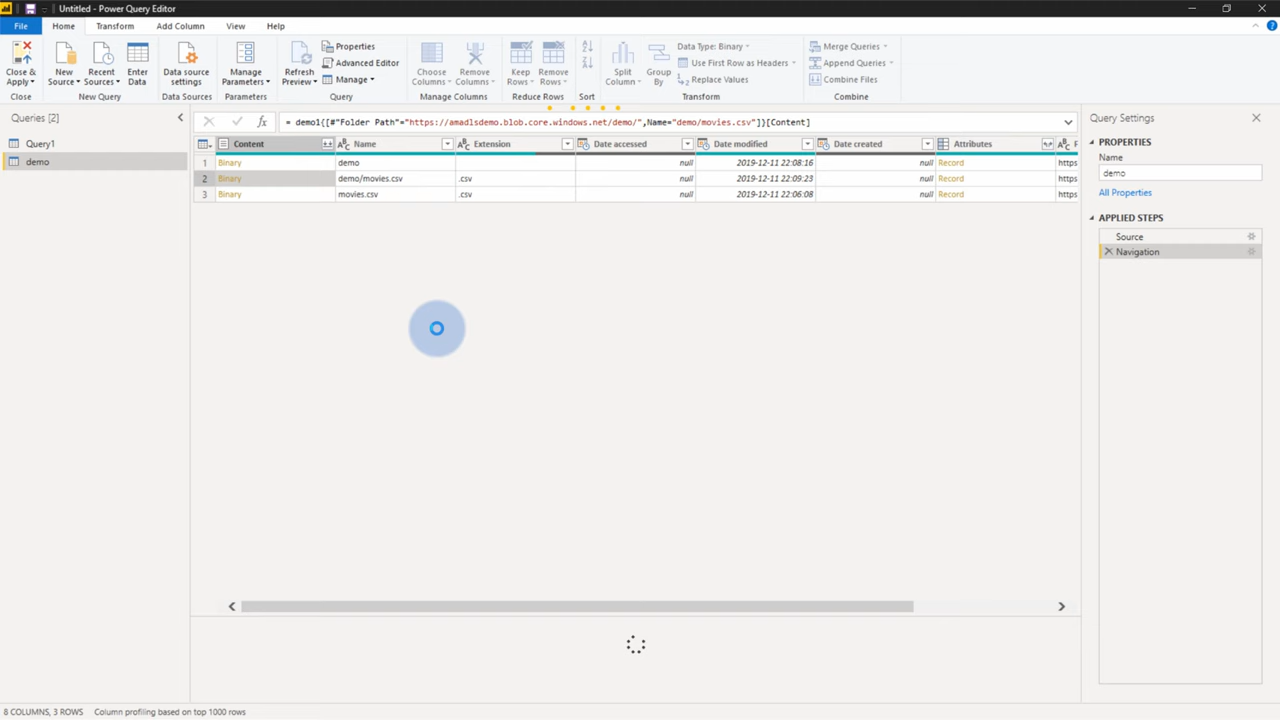 Untitled - Power Query Editor
File Home Transform Add Column View Help
Close & Apply
New Source
Recent Sources
Enter Data
Data source settings
Manage Parameters
Refresh Preview
Properties
Advanced Editor
Manage
Choose Columns
Remove Columns
Keep Rows
Remove Rows
Split Column
Group By
Data Type: Binary
Use First Row as Headers
Replace Values
Merge Queries
Append Queries
Combine Files
Close New Query Data Sources Parameters Query Manage Columns Reduce Rows Sort Transform Combine
Queries [2]
Query1
demo
fx = demo1{[#"Folder Path"="https://amadlsdemo.blob.core.windows.net/demo/",Name="demo/movies.csv"]}[Content]
Content ABC Name ABC Extension Date accessed Date modified Date created Attributes ABC F
1 Binary demo null 2019-12-11 22:08:16 null Record https
2 Binary demo/movies.csv .csv null 2019-12-11 22:09:23 null Record https
3 Binary movies.csv .csv null 2019-12-11 22:06:08 null Record https
Query Settings
PROPERTIES
Name
demo
All Properties
APPLIED STEPS
Source
Navigation
8 COLUMNS, 3 ROWS Column profiling based on top 1000 rows